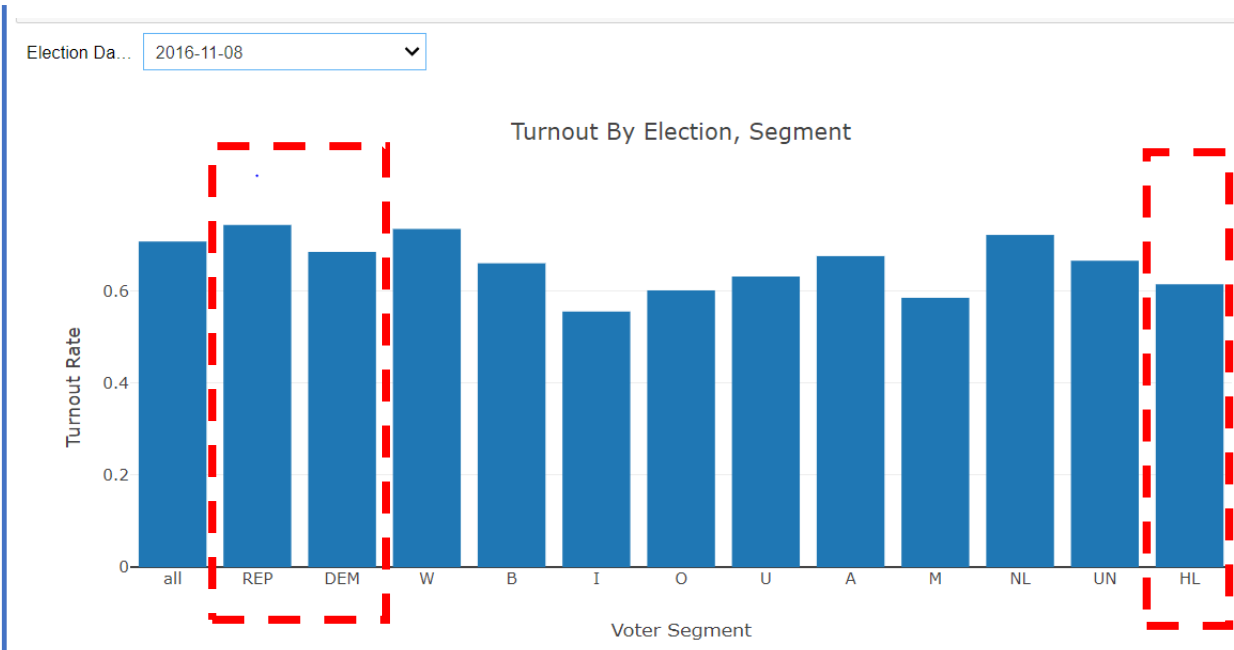 Election Da... 2016-11-08
Turnout By Election, Segment
0.6
0.4
0.2
0
Turnout Rate
all REP DEM W B I O U A M NL UN HL
Voter Segment